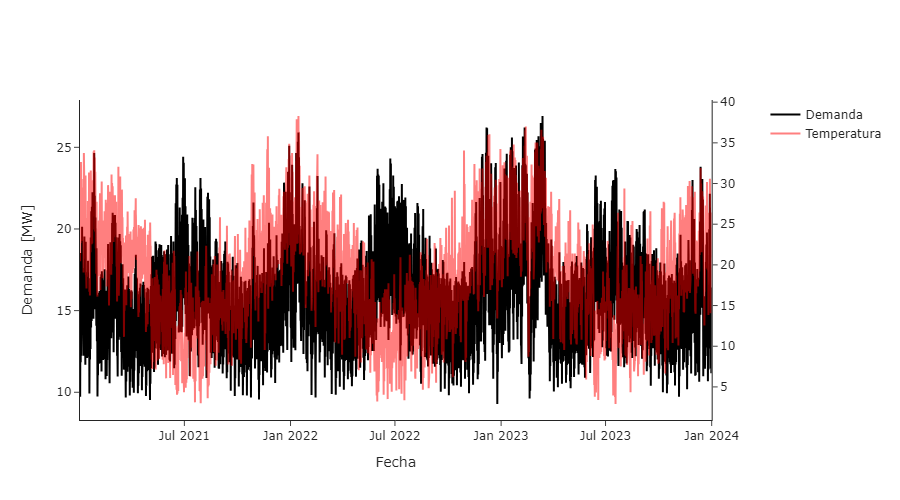 40
Demanda
Temperatura
35
25
30
20
25
20
15
15
10
10
5
Demanda [MW]
Jul 2021
Jan 2022
Jul 2022
Jan 2023
Jul 2023
Jan 2024
Fecha